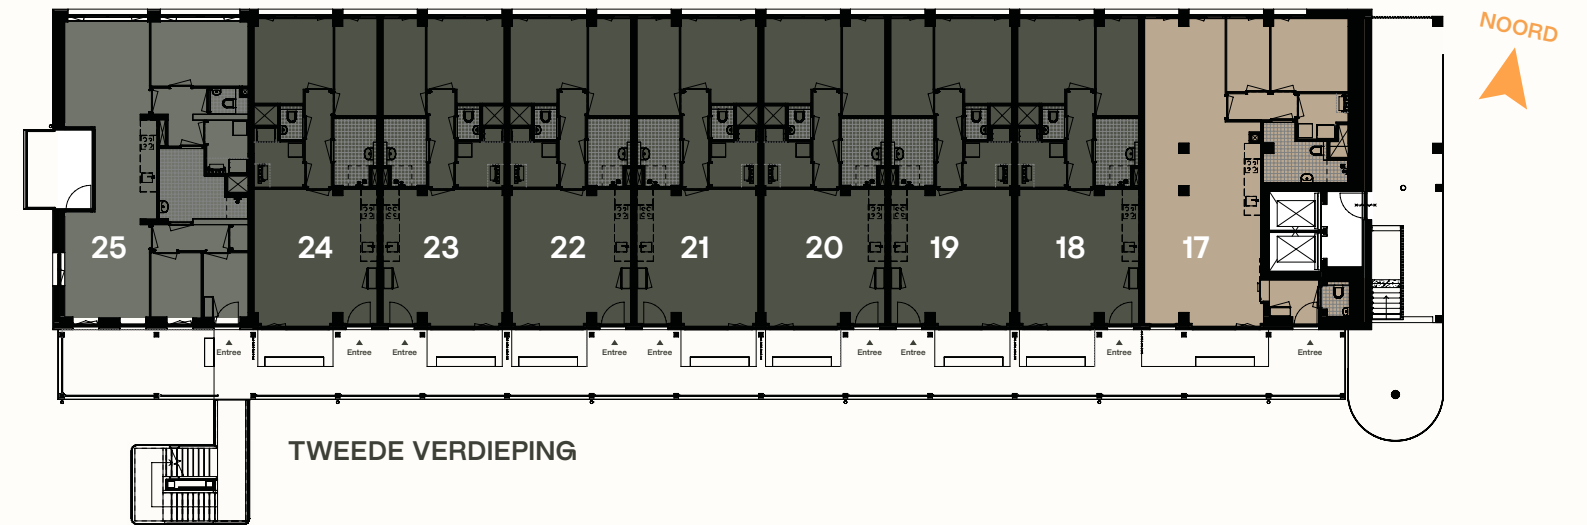 NOORD
25
24
23
22
21
20
19
18
17
Entree
Entree
Entree
Entree
Entree
Entree
Entree
Entree
Entree
TWEEDE VERDIEPING